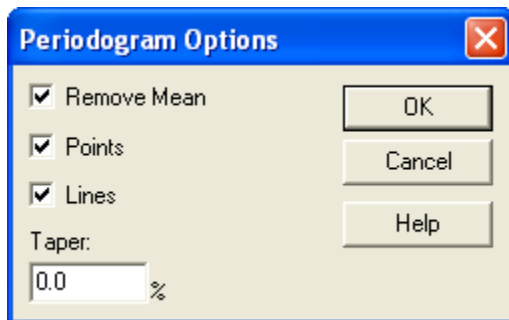 Periodogram Options
Remove Mean
OK
Points
Cancel
Lines
Help
Taper:
0.0 %